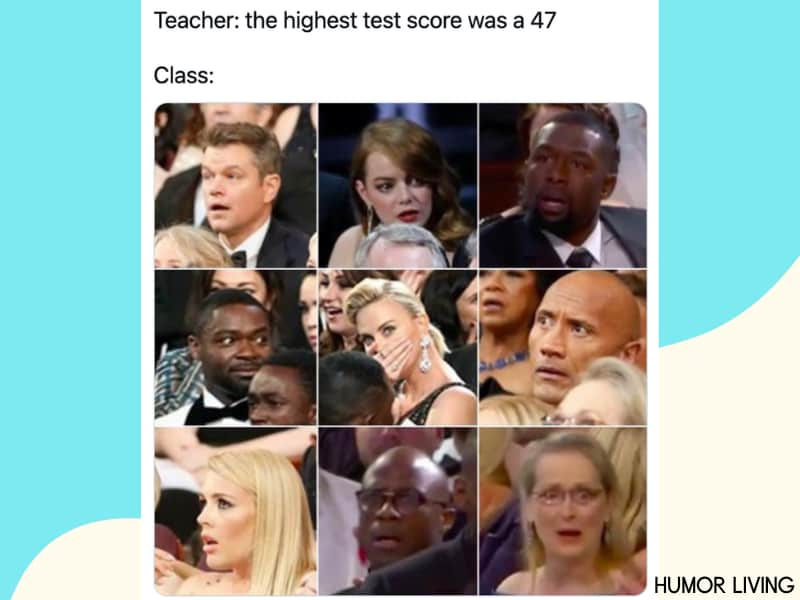 Teacher: the highest test score was a 47
Class:
HUMOR LIVING